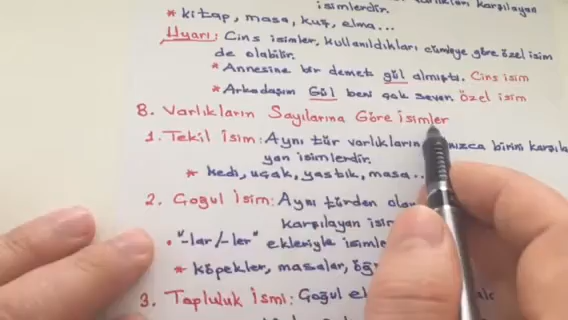 isimlerdir. karşılayan
* kitap, masa, kuş, elma...
Uyarı: Cins isimler, kullanıldıkları cümleye göre özel isim
de olabilir.
* Annesine bir demet gül almıştı. Cins isim
* Arkadaşım Gül beni çok sever. Özel isim
B. Varlıkların Sayılarına Göre isimler
1. Tekil İsim: Aynı tür varlıkların birini
yan isimlerdir.
* kedi, uçak, yastık, masa...
2. Çoğul İsim: Aynı türden
karşılayan
• "-lar/-ler" ekleriyle
* köpekler, masalar,
3. Topluluk İsmi: Çoğul